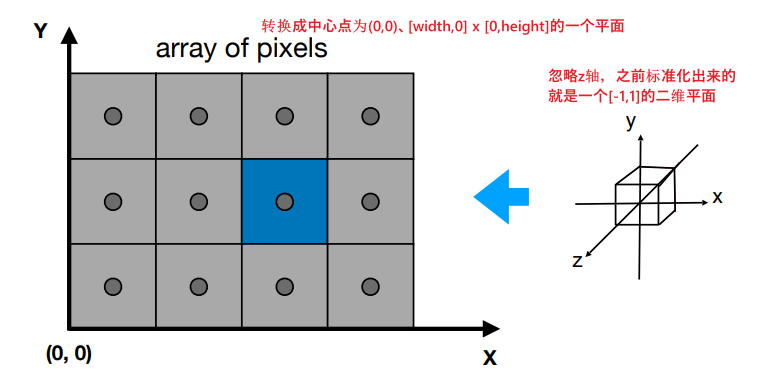 转换成中心点为(0,0)、[width,0] x [0,height]的一个平面
Y
array of pixels
忽略z轴，之前标准化出来的
就是一个[-1,1]的二维平面
y
x
z
(0, 0)
X